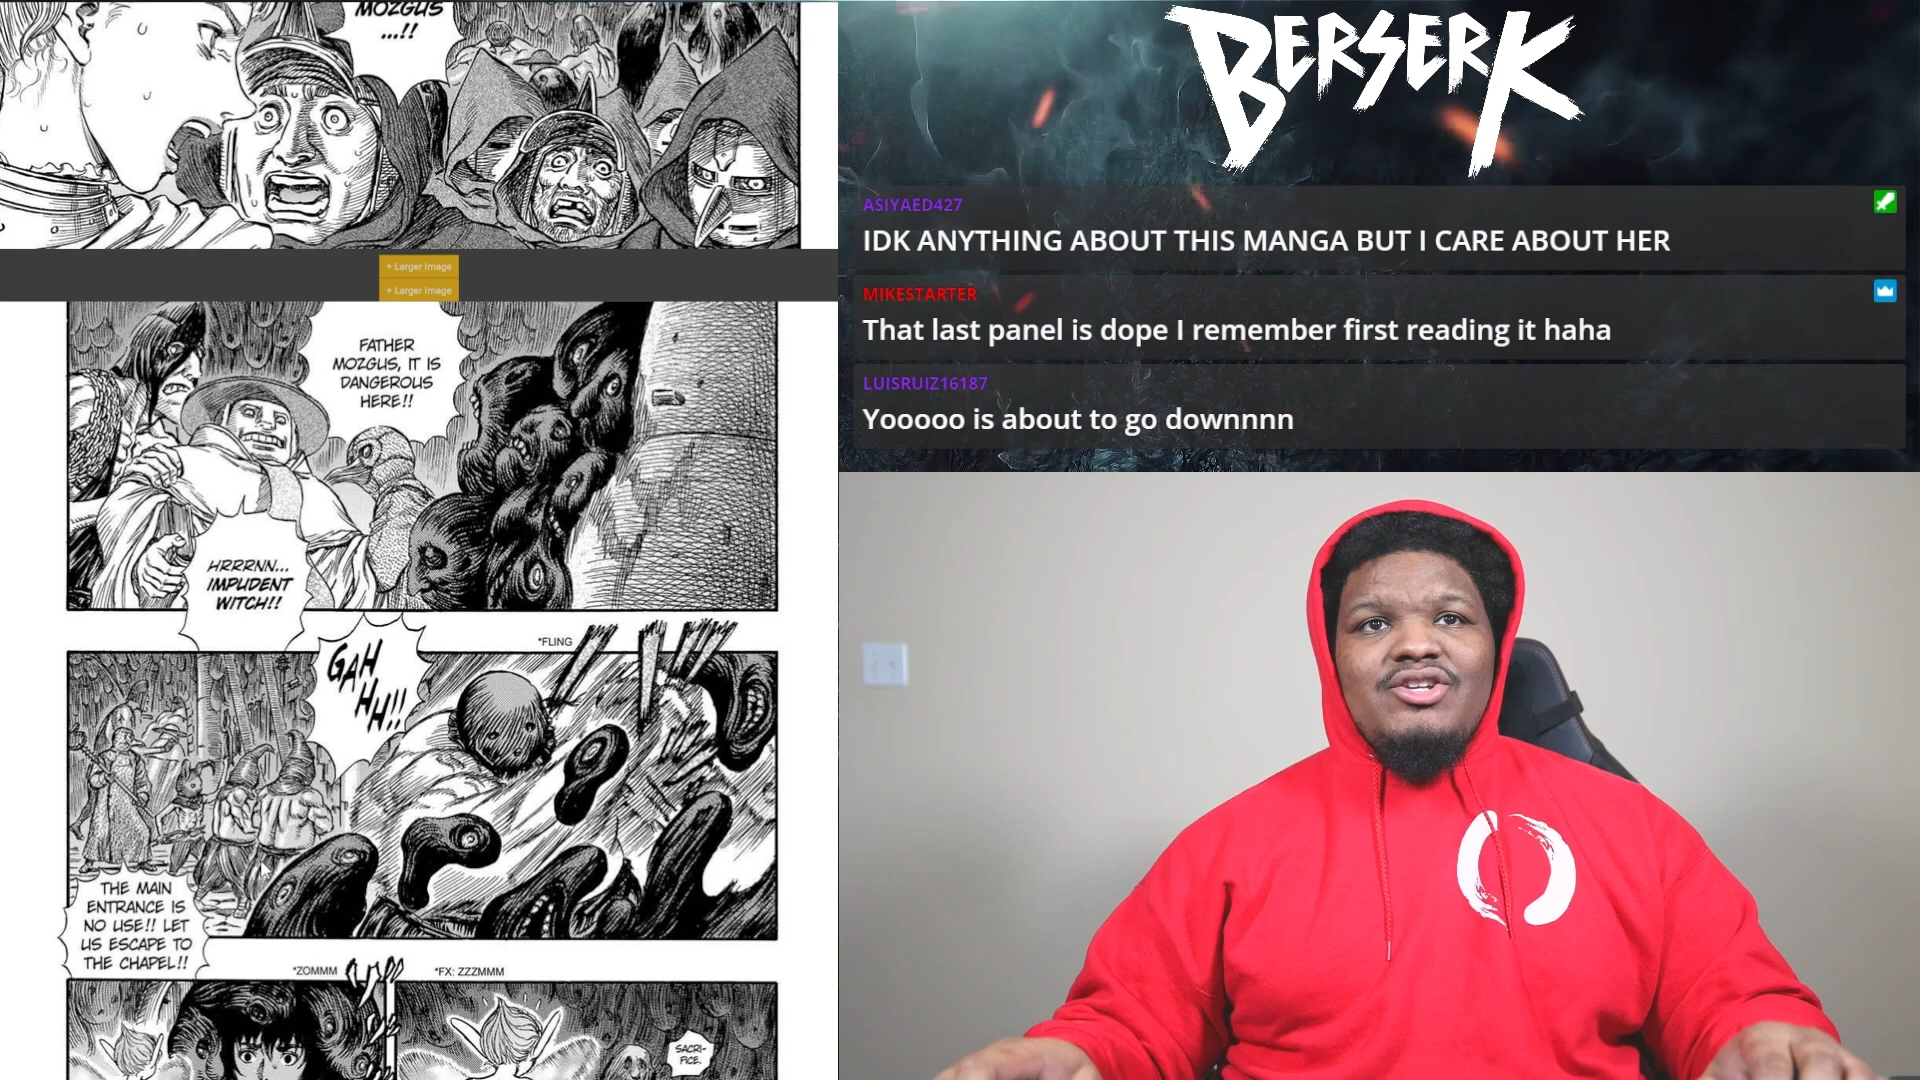 MOZGUS
...!!
+ Larger Image
+ Larger Image
FATHER
MOZGUS, IT IS
DANGEROUS
HERE!!
HRRRNN...
IMPUDENT
WITCH!!
*FLING
GAH
HH!!
THE MAIN
ENTRANCE IS
NO USE!! LET
US ESCAPE TO
THE CHAPEL!!
*ZOMMM
*FX: ZZZMMM
SACRI-
FICE.
BERSERK
ASIYAED427
IDK ANYTHING ABOUT THIS MANGA BUT I CARE ABOUT HER
MIKESTARTER
That last panel is dope I remember first reading it haha
LUISRUIZ16187
Yooooo is about to go downnnn